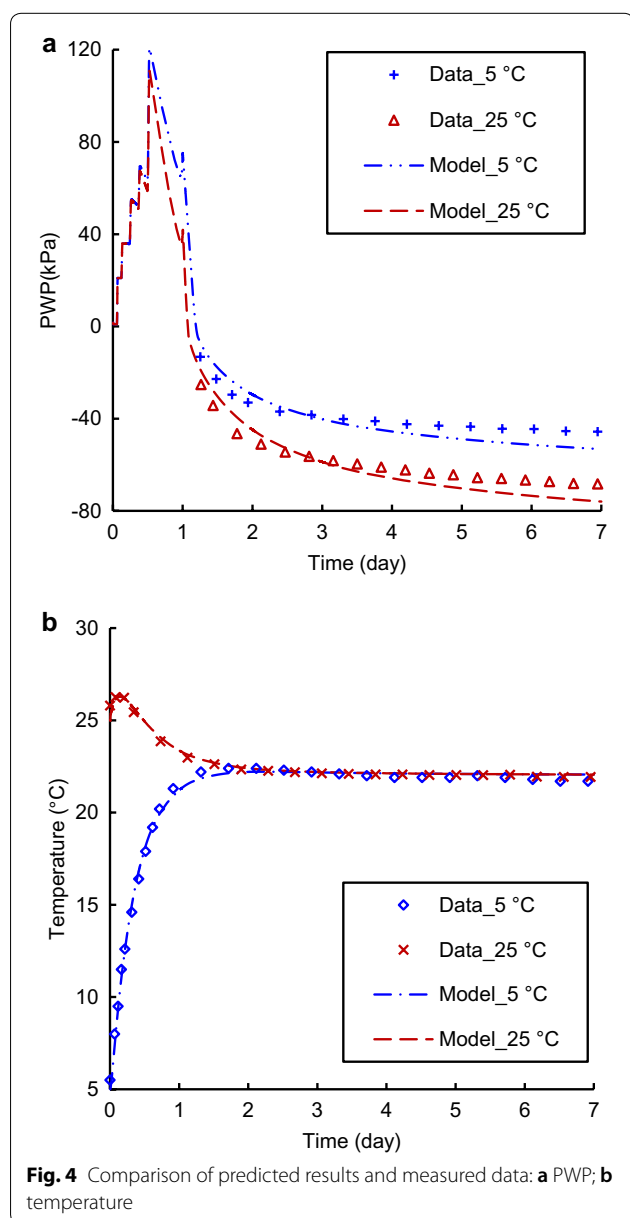 a
120
80
40
0
-40
-80
PWP(kPa)
Data_5 °C
Data_25 °C
Model_5 °C
Model_25 °C
0 1 2 3 4 5 6 7
Time (day)
b
30
25
20
15
10
5
Temperature (°C)
Data_5 °C
Data_25 °C
Model_5 °C
Model_25 °C
0 1 2 3 4 5 6 7
Time (day)
Fig. 4 Comparison of predicted results and measured data: a PWP; b
temperature